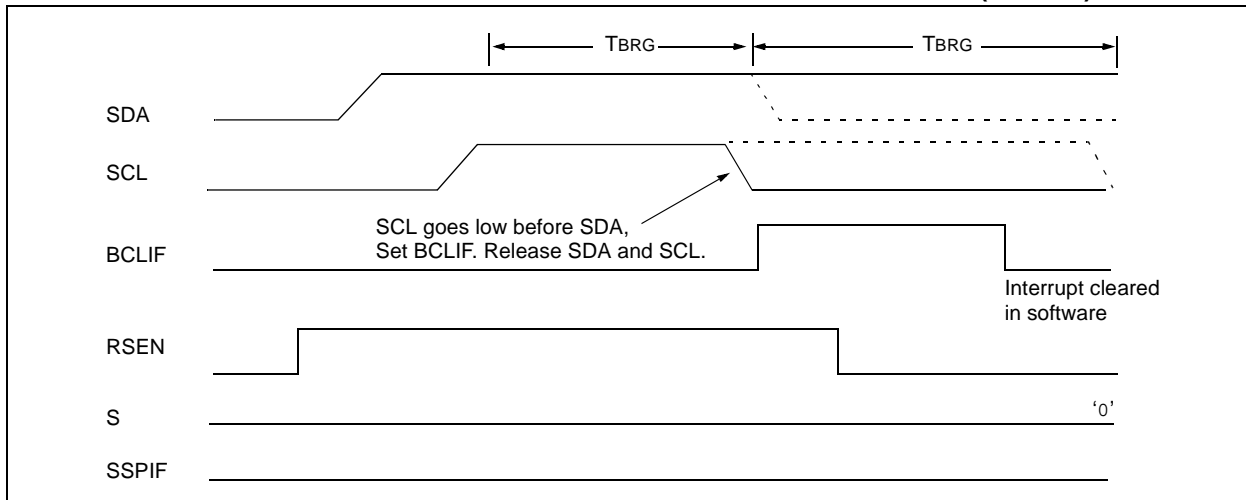 TBRG TBRG
SDA
SCL
SCL goes low before SDA,
Set BCLIF. Release SDA and SCL.
BCLIF
Interrupt cleared
in software
RSEN
S ‘0’
SSPIF